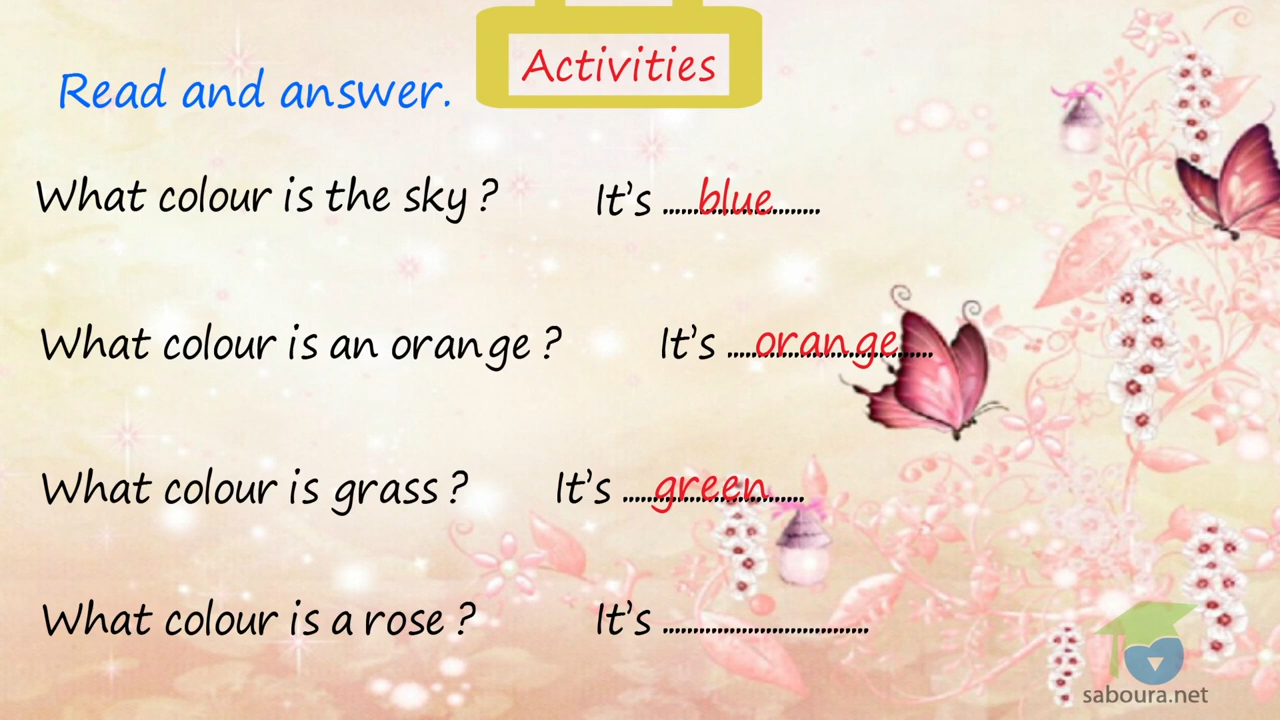 Activities
Read and answer.
What colour is the sky ? It's ..........blue..........
What colour is an orange ? It's ..........orange..........
What colour is grass ? It's ..........green..........
What colour is a rose ? It's ..................................
saboura.net